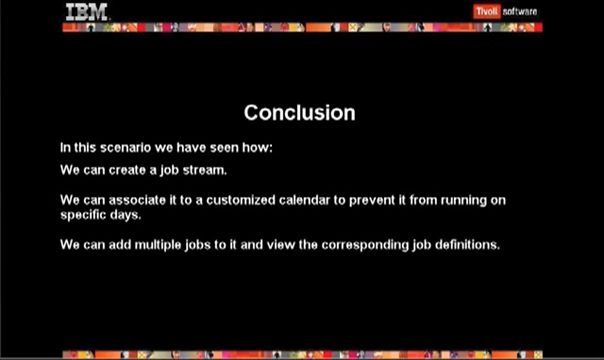 IBM
Tivoli software
Conclusion
In this scenario we have seen how:
We can create a job stream.
We can associate it to a customized calendar to prevent it from running on
specific days.
We can add multiple jobs to it and view the corresponding job definitions.